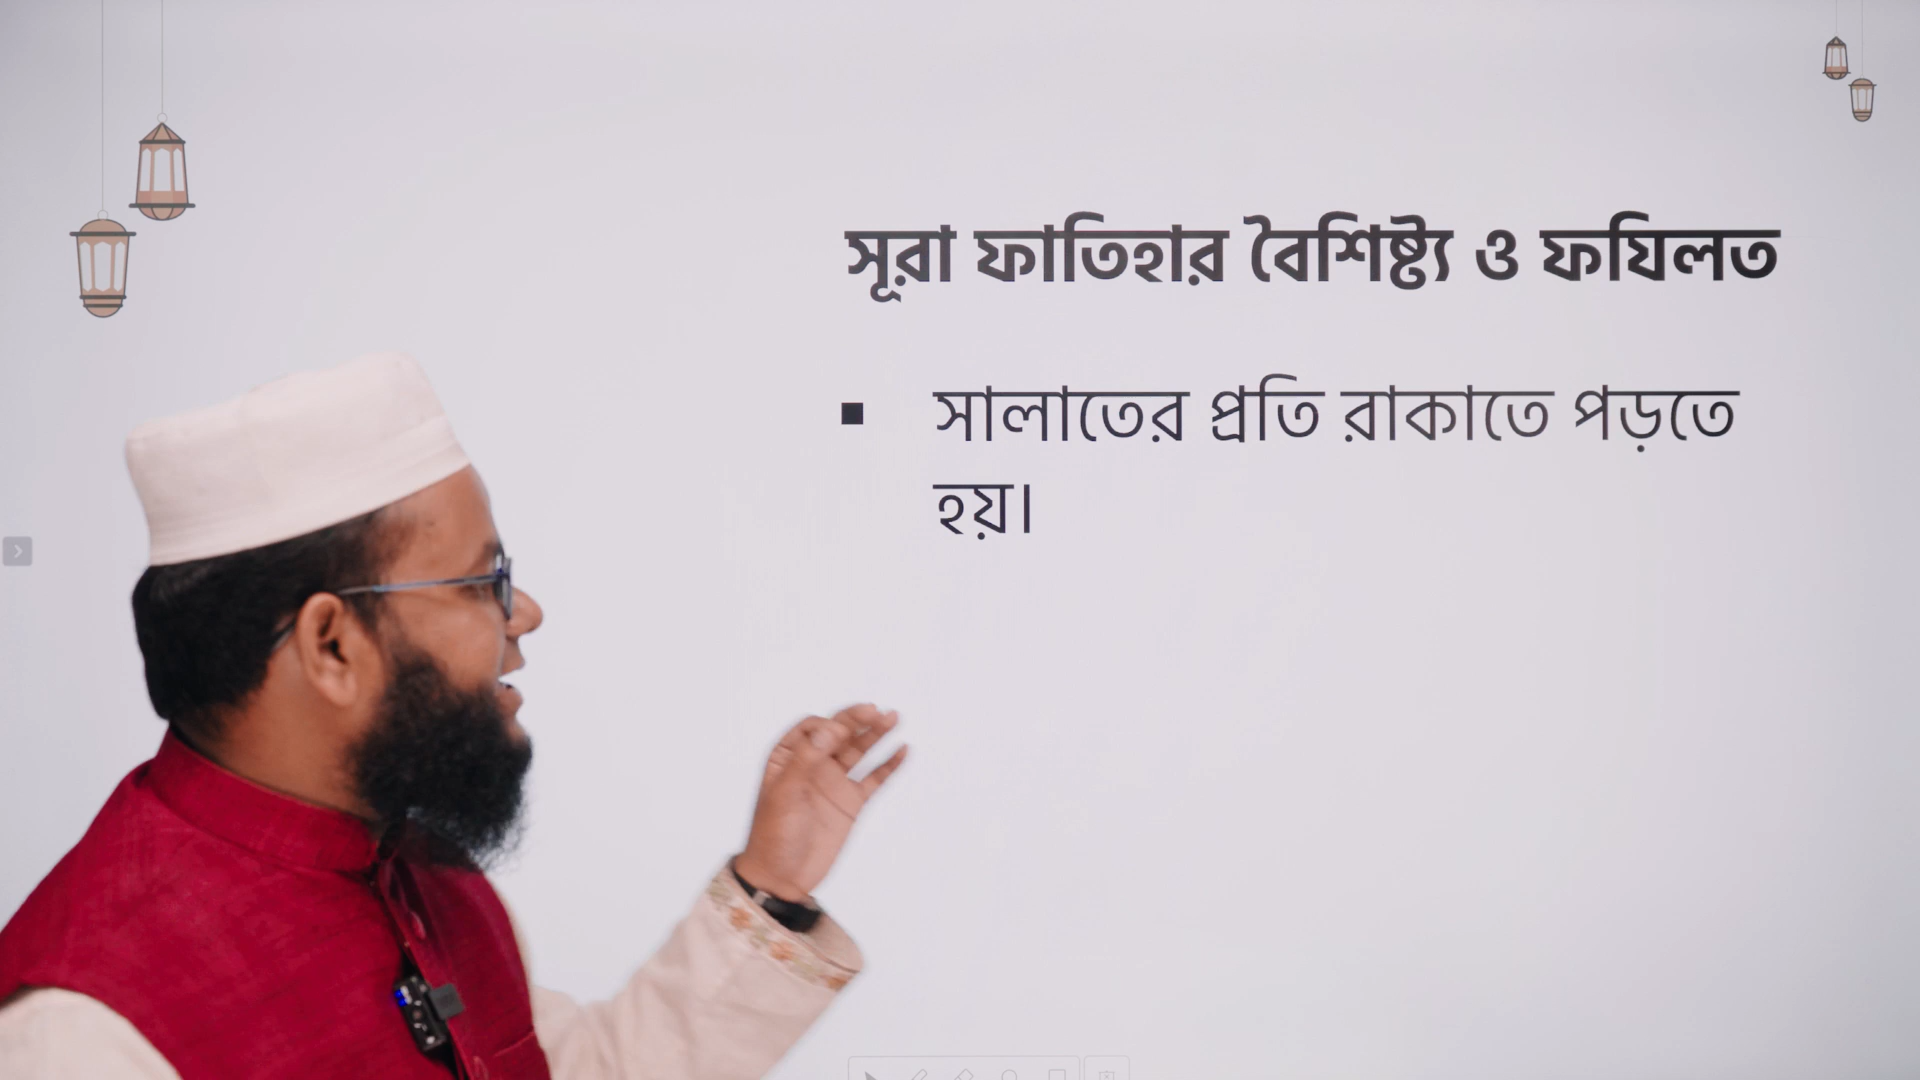 সূরা ফাতিহার বৈশিষ্ট্য ও ফযিলত
▪ সালাতের প্রতি রাকাতে পড়তে
হয়।